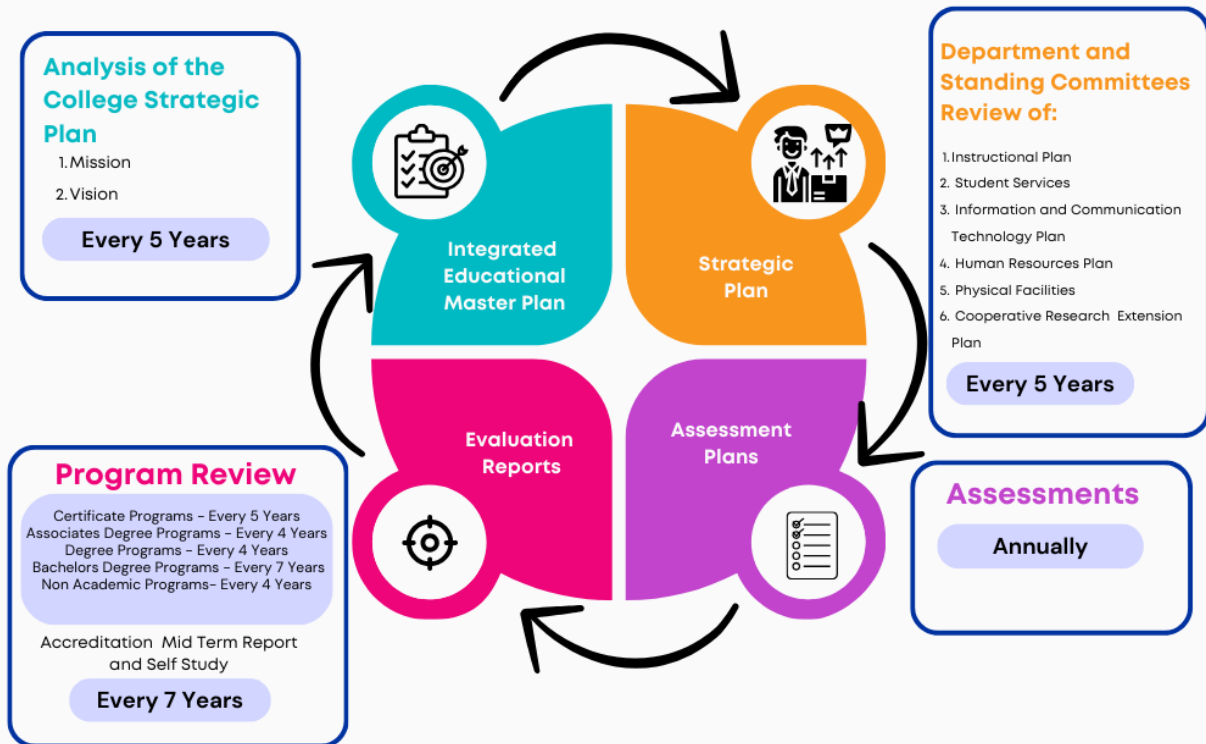 Analysis of the
College Strategic
Plan
1. Mission
2. Vision
Every 5 Years
Integrated
Educational
Master Plan
Strategic
Plan
Department and
Standing Committees
Review of:
1. Instructional Plan
2. Student Services
3. Information and Communication
Technology Plan
4. Human Resources Plan
5. Physical Facilities
6. Cooperative Research Extension
Plan
Every 5 Years
Evaluation
Reports
Assessment
Plans
Program Review
Certificate Programs - Every 5 Years
Associates Degree Programs - Every 4 Years
Degree Programs - Every 4 Years
Bachelors Degree Programs - Every 7 Years
Non Academic Programs- Every 4 Years
Accreditation Mid Term Report
and Self Study
Every 7 Years
Assessments
Annually